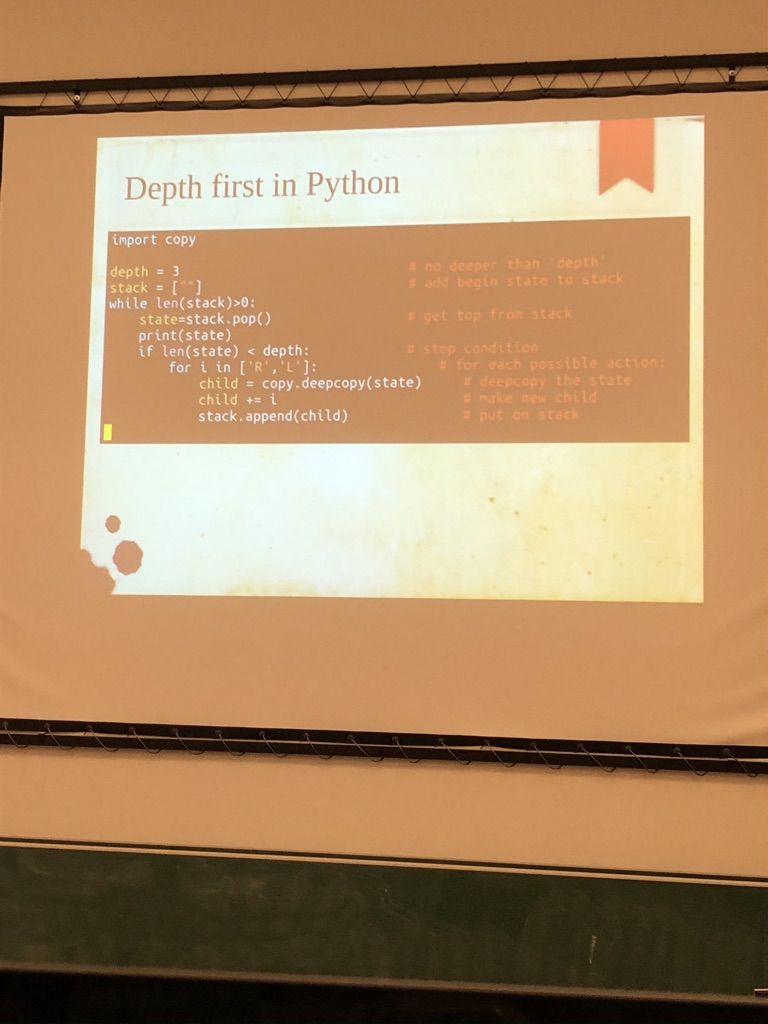 Depth first in Python
import copy
depth = 3 # no deeper than 'depth'
stack = [""] # add begin state to stack
while len(stack)>0:
state=stack.pop() # get top from stack
print(state)
if len(state) < depth: # stop condition
for i in ['R','L']: # for each possible action:
child = copy.deepcopy(state) # deepcopy the state
child += i # make new child
stack.append(child) # put on stack